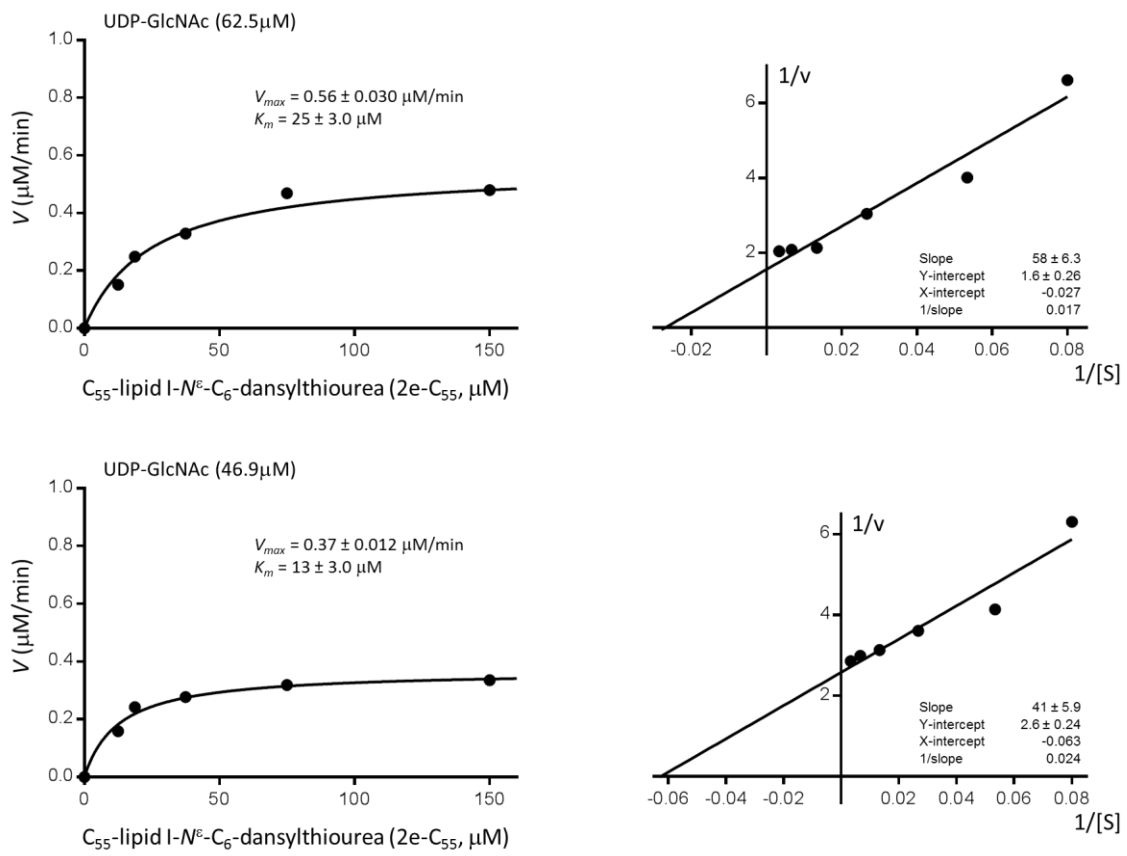 UDP-GlcNAc (62.5μM)
1.0
0.8
0.6
0.4
0.2
0.0
V (μM/min)
Vmax = 0.56 ± 0.030 μM/min
Km = 25 ± 3.0 μM
0 50 100 150
C55-lipid I-Nε-C6-dansylthiourea (2e-C55, μM)
1/v
6
4
2
Slope 58 ± 6.3
Y-intercept 1.6 ± 0.26
X-intercept -0.027
1/slope 0.017
-0.02 0.02 0.04 0.06 0.08
1/[S]
UDP-GlcNAc (46.9μM)
1.0
0.8
0.6
0.4
0.2
0.0
V (μM/min)
Vmax = 0.37 ± 0.012 μM/min
Km = 13 ± 3.0 μM
0 50 100 150
C55-lipid I-Nε-C6-dansylthiourea (2e-C55, μM)
1/v
6
4
2
Slope 41 ± 5.9
Y-intercept 2.6 ± 0.24
X-intercept -0.063
1/slope 0.024
-0.06 -0.04 -0.02 0.02 0.04 0.06 0.08
1/[S]